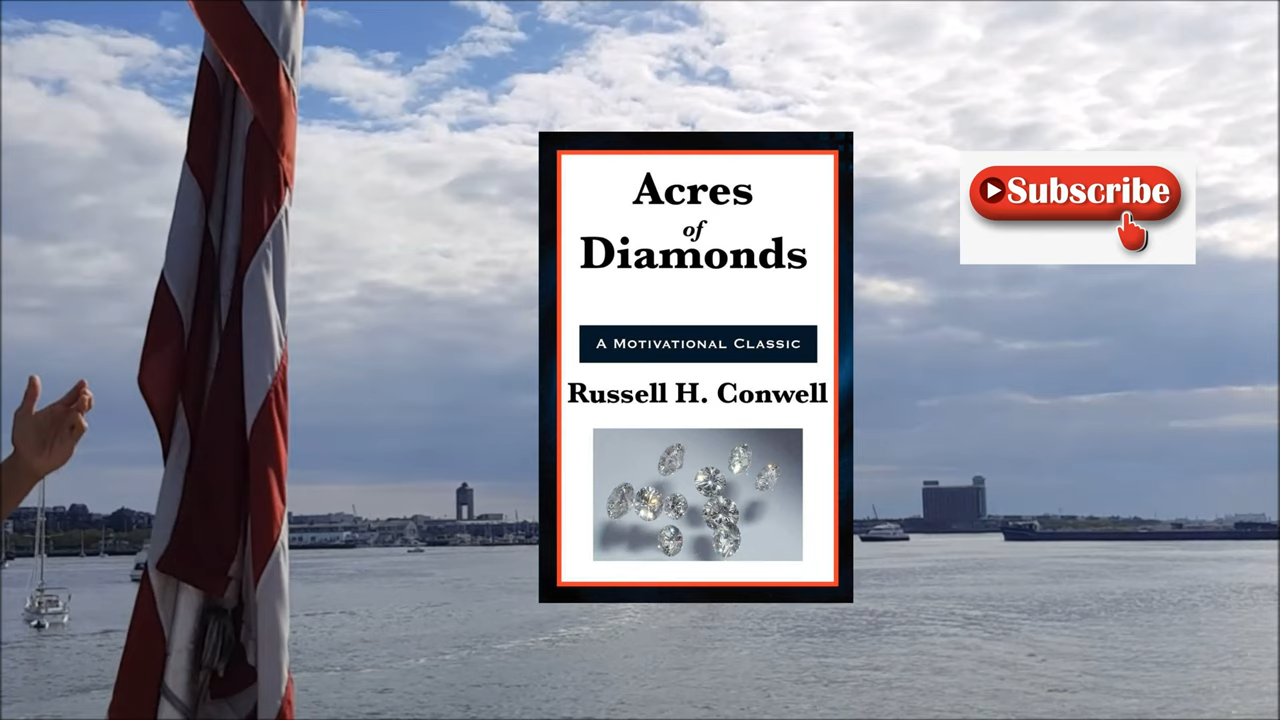 Acres
of
Diamonds
A Motivational Classic
Russell H. Conwell
Subscribe